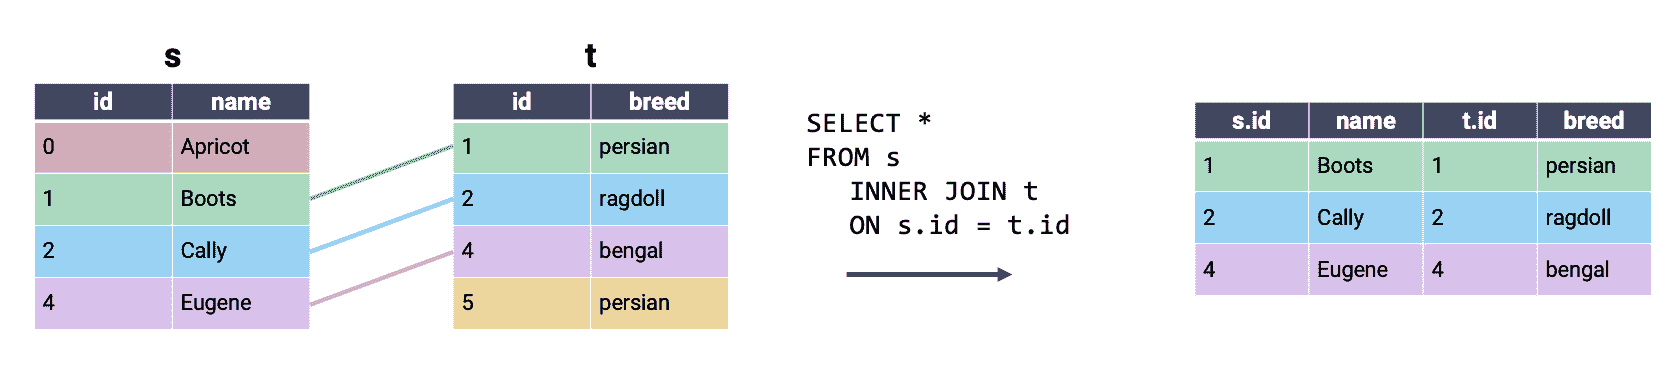 s
id name
0 Apricot
1 Boots
2 Cally
4 Eugene
t
id breed
1 persian
2 ragdoll
4 bengal
5 persian
SELECT *
FROM s
INNER JOIN t
ON s.id = t.id
s.id name t.id breed
1 Boots 1 persian
2 Cally 2 ragdoll
4 Eugene 4 bengal